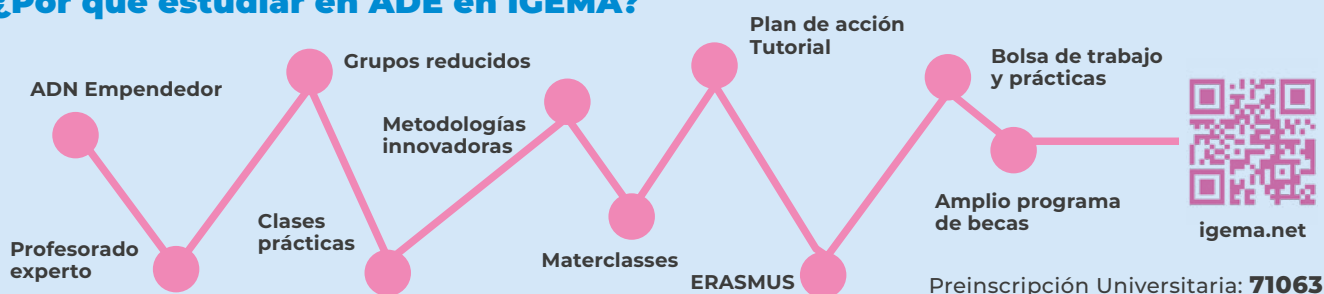 ¿Por qué estudiar en ADE en IGEMA?
ADN Empendedor
Profesorado
experto
Grupos reducidos
Clases
prácticas
Metodologías
innovadoras
Materclasses
Plan de acción
Tutorial
ERASMUS
Bolsa de trabajo
y prácticas
Amplio programa
de becas
igema.net
Preinscripción Universitaria: 71063